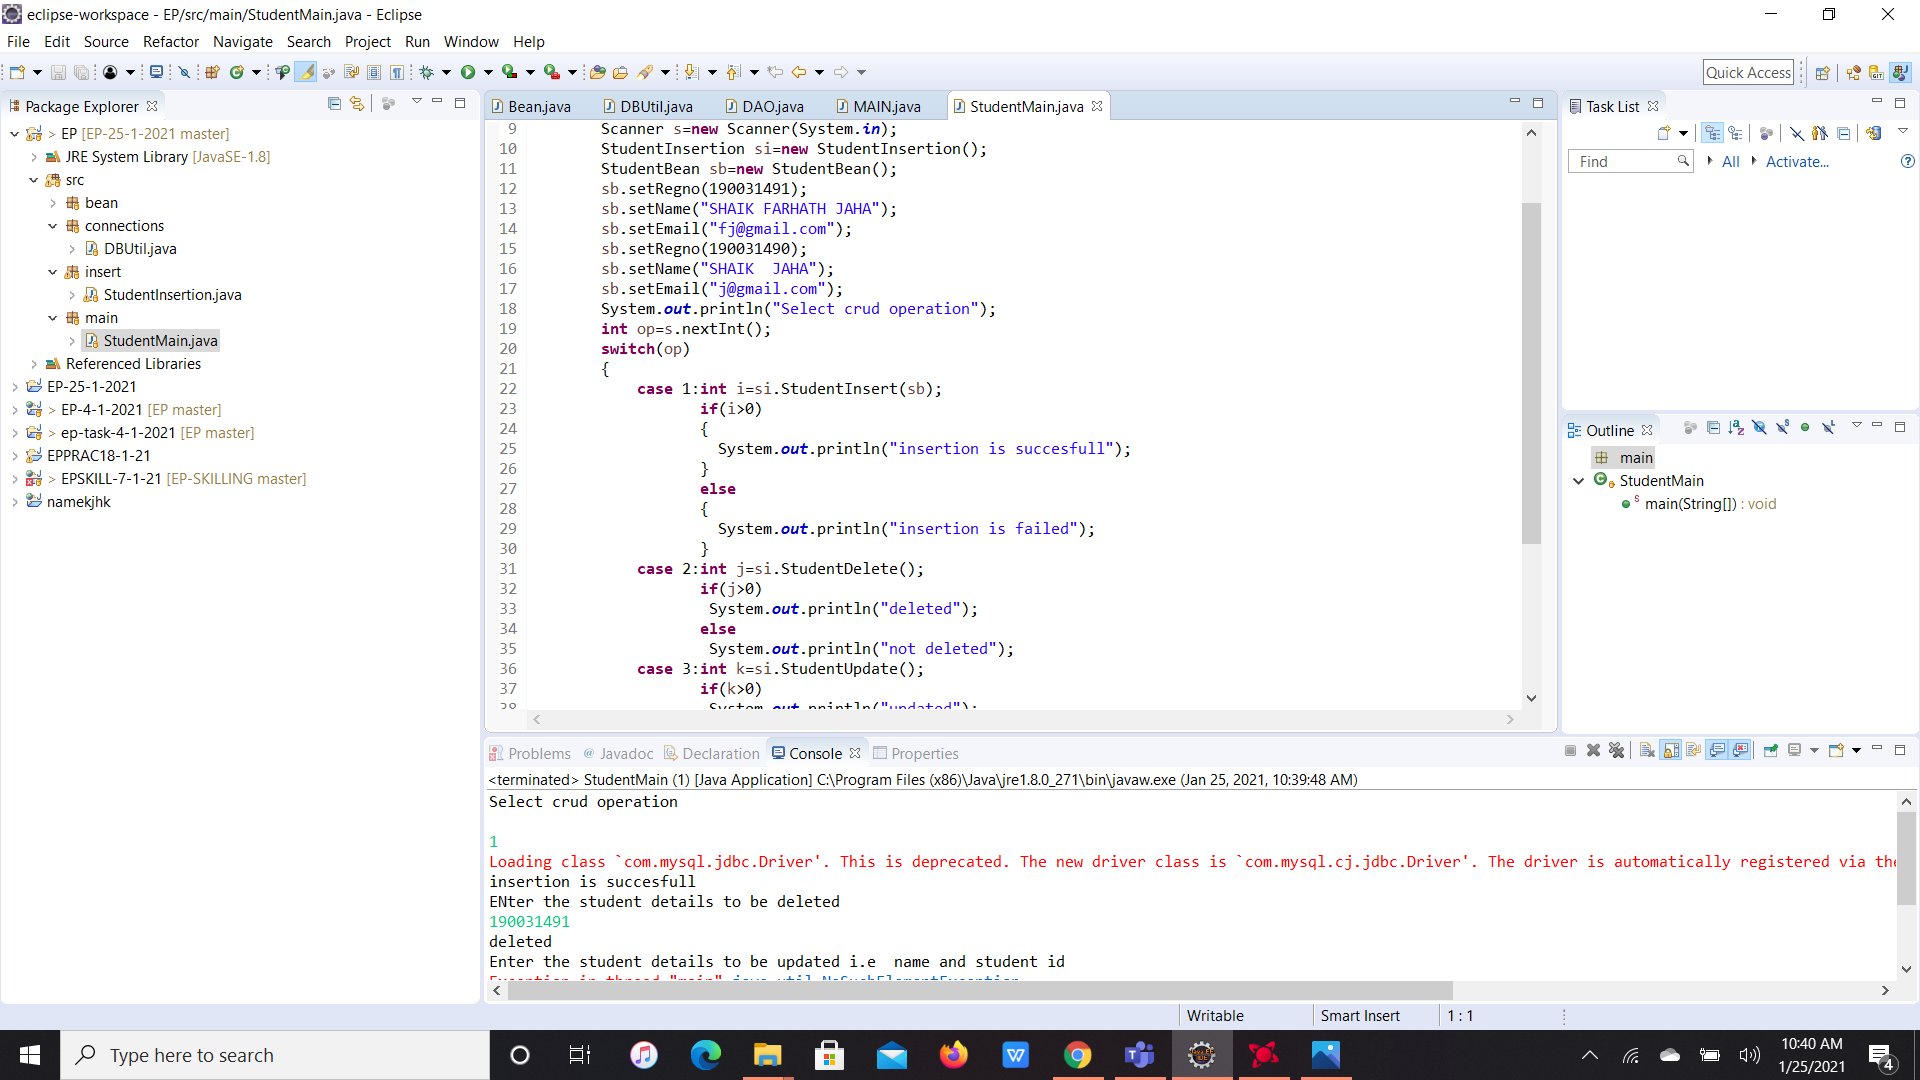 eclipse-workspace - EP/src/main/StudentMain.java - Eclipse
File Edit Source Refactor Navigate Search Project Run Window Help
Quick Access
Package Explorer
EP [EP-25-1-2021 master]
JRE System Library [JavaSE-1.8]
src
bean
connections
DBUtil.java
insert
StudentInsertion.java
main
StudentMain.java
Referenced Libraries
EP-25-1-2021
EP-4-1-2021 [EP master]
ep-task-4-1-2021 [EP master]
EPPRAC18-1-21
EPSKILL-7-1-21 [EP-SKILLING master]
namekjhk
Bean.java DBUtil.java DAO.java MAIN.java StudentMain.java
9 Scanner s=new Scanner(System.in);
10 StudentInsertion si=new StudentInsertion();
11 StudentBean sb=new StudentBean();
12 sb.setRegno(190031491);
13 sb.setName("SHAIK FARHATH JAHA");
14 sb.setEmail("fj@gmail.com");
15 sb.setRegno(190031490);
16 sb.setName("SHAIK  JAHA");
17 sb.setEmail("j@gmail.com");
18 System.out.println("Select crud operation");
19 int op=s.nextInt();
20 switch(op)
21 {
22 case 1:int i=si.StudentInsert(sb);
23 if(i>0)
24 {
25 System.out.println("insertion is succesfull");
26 }
27 else
28 {
29 System.out.println("insertion is failed");
30 }
31 case 2:int j=si.StudentDelete();
32 if(j>0)
33 System.out.println("deleted");
34 else
35 System.out.println("not deleted");
36 case 3:int k=si.StudentUpdate();
37 if(k>0)
38 System.out.println("updated");
Task List
Find All Activate...
Outline
main
StudentMain
main(String[]) : void
Problems Javadoc Declaration Console Properties
<terminated> StudentMain (1) [Java Application] C:\Program Files (x86)\Java\jre1.8.0_271\bin\javaw.exe (Jan 25, 2021, 10:39:48 AM)
Select crud operation
1
Loading class `com.mysql.jdbc.Driver'. This is deprecated. The new driver class is `com.mysql.cj.jdbc.Driver'. The driver is automatically registered via the
insertion is succesfull
ENter the student details to be deleted
190031491
deleted
Enter the student details to be updated i.e  name and student id
Exception in thread "main" java.util.NoSuchElementException
Writable Smart Insert 1 : 1
Type here to search
10:40 AM
1/25/2021
4